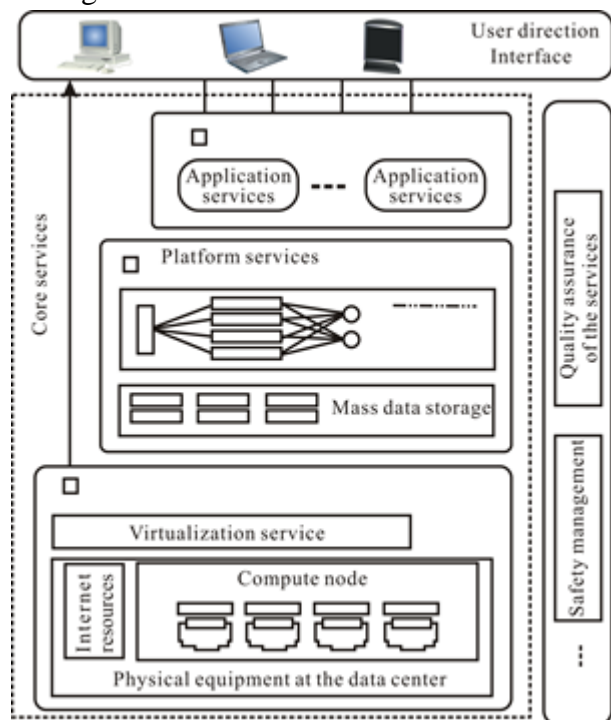 User direction
Interface
Application
services
Application
services
Core services
Platform services
Mass data storage
Quality assurance
of the services
Virtualization service
Internet
resources
Compute node
Physical equipment at the data center
Safety management